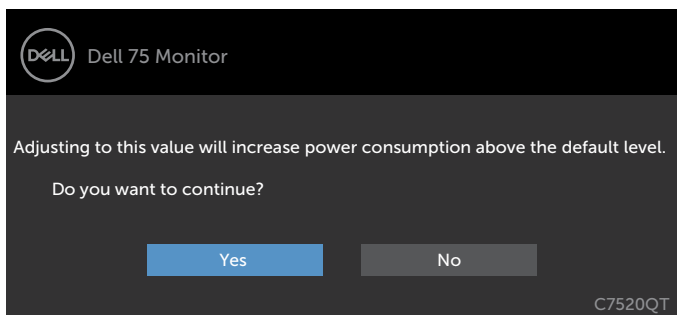 DELL Dell 75 Monitor
Adjusting to this value will increase power consumption above the default level.
Do you want to continue?
Yes No
C7520QT